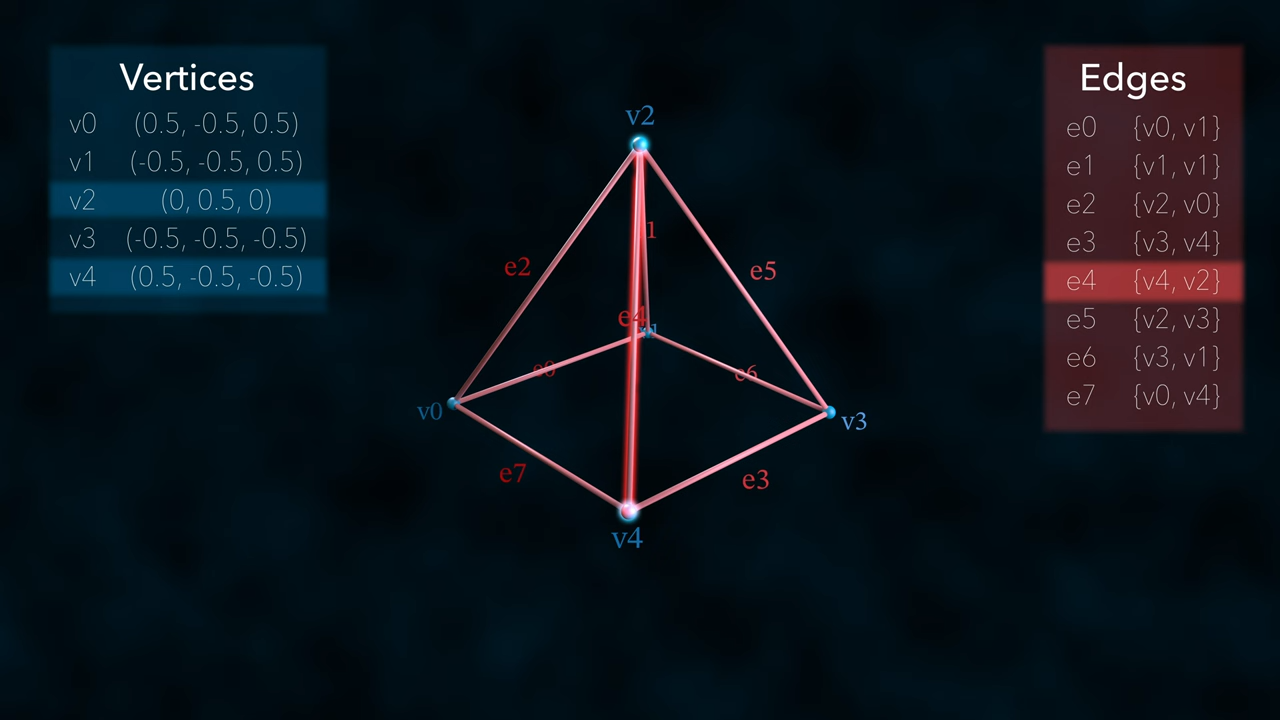 Vertices
v0 (0.5, -0.5, 0.5)
v1 (-0.5, -0.5, 0.5)
v2 (0, 0.5, 0)
v3 (-0.5, -0.5, -0.5)
v4 (0.5, -0.5, -0.5)
Edges
e0 {v0, v1}
e1 {v1, v1}
e2 {v2, v0}
e3 {v3, v4}
e4 {v4, v2}
e5 {v2, v3}
e6 {v3, v1}
e7 {v0, v4}
v2
1
e2
e5
e4
e0
e6
v0
v3
e7
e3
v4